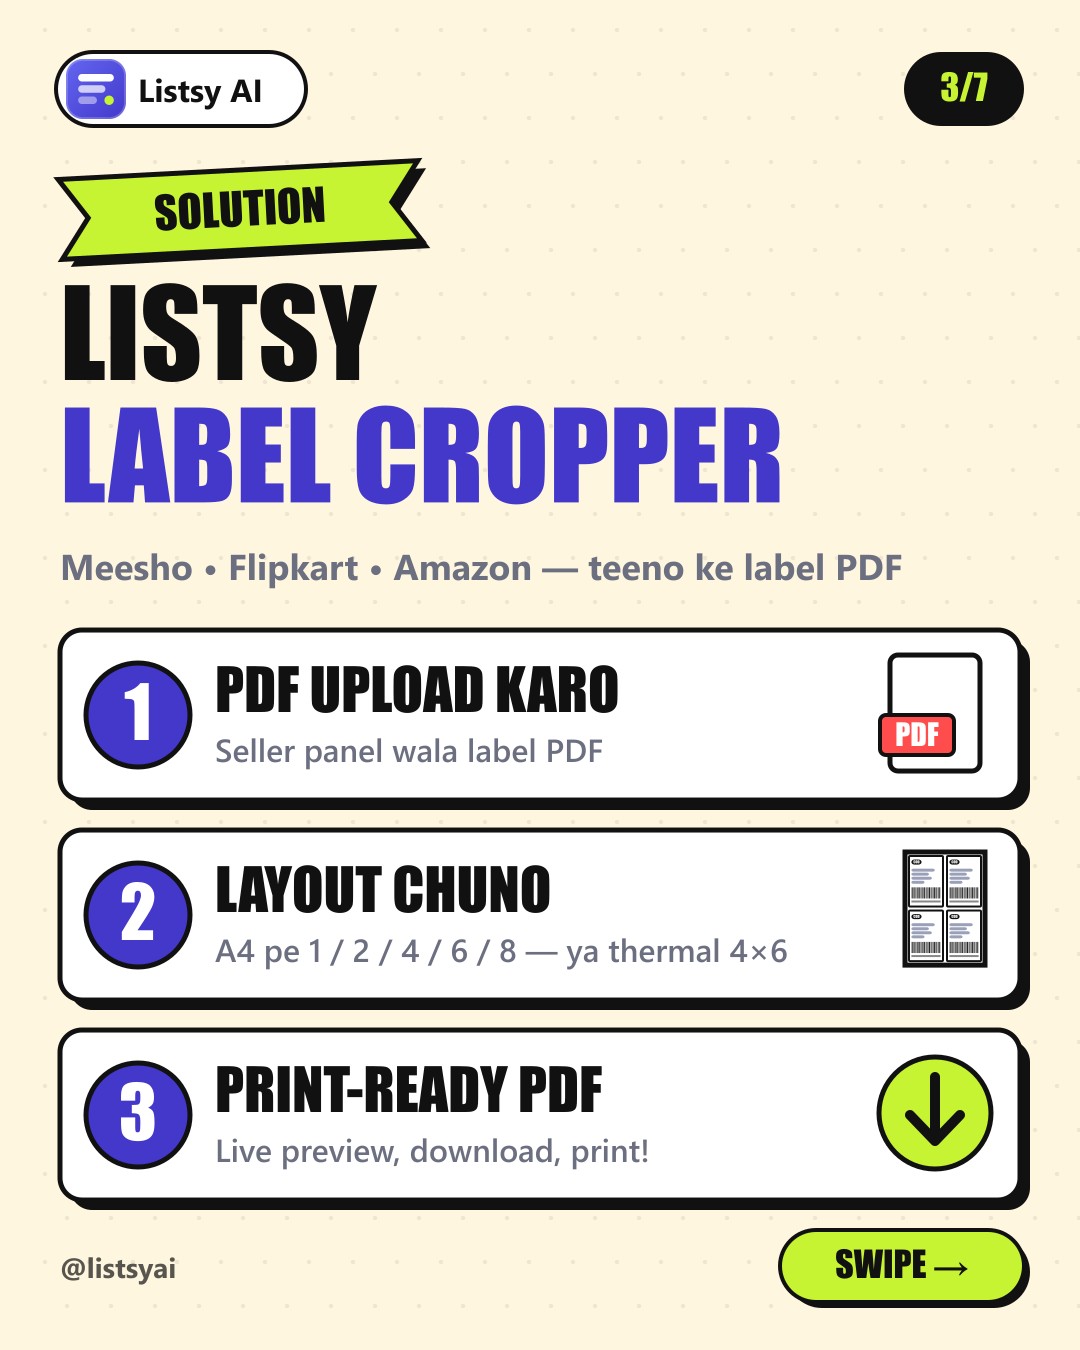 Listsy AI
3/7
SOLUTION
LISTSY
LABEL CROPPER
Meesho • Flipkart • Amazon — teeno ke label PDF
1
PDF UPLOAD KARO
Seller panel wala label PDF
PDF
2
LAYOUT CHUNO
A4 pe 1 / 2 / 4 / 6 / 8 — ya thermal 4×6
3
PRINT-READY PDF
Live preview, download, print!
@listsyai
SWIPE →